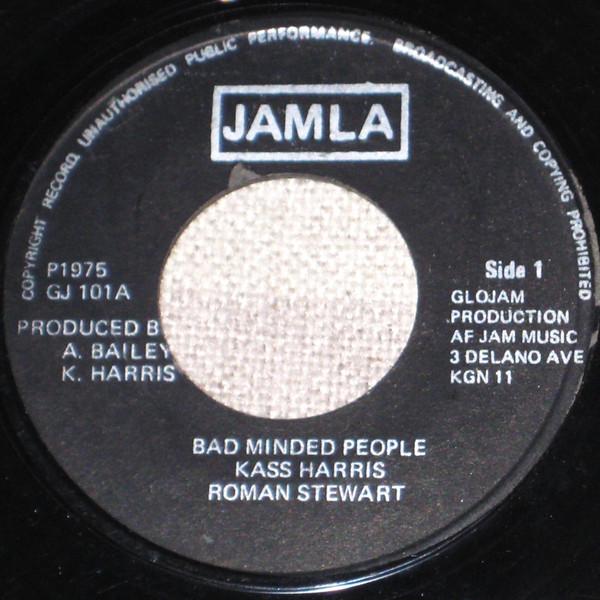 COPYRIGHT RECORD. UNAUTHORISED PUBLIC PERFORMANCE. BROADCASTING AND COPYING PROHIBITED
JAMLA
P1975
GJ 101A
PRODUCED B
A. BAILEY
K. HARRIS
Side 1
GLOJAM
PRODUCTION
AF JAM MUSIC
3 DELANO AVE
KGN 11
BAD MINDED PEOPLE
KASS HARRIS
ROMAN STEWART